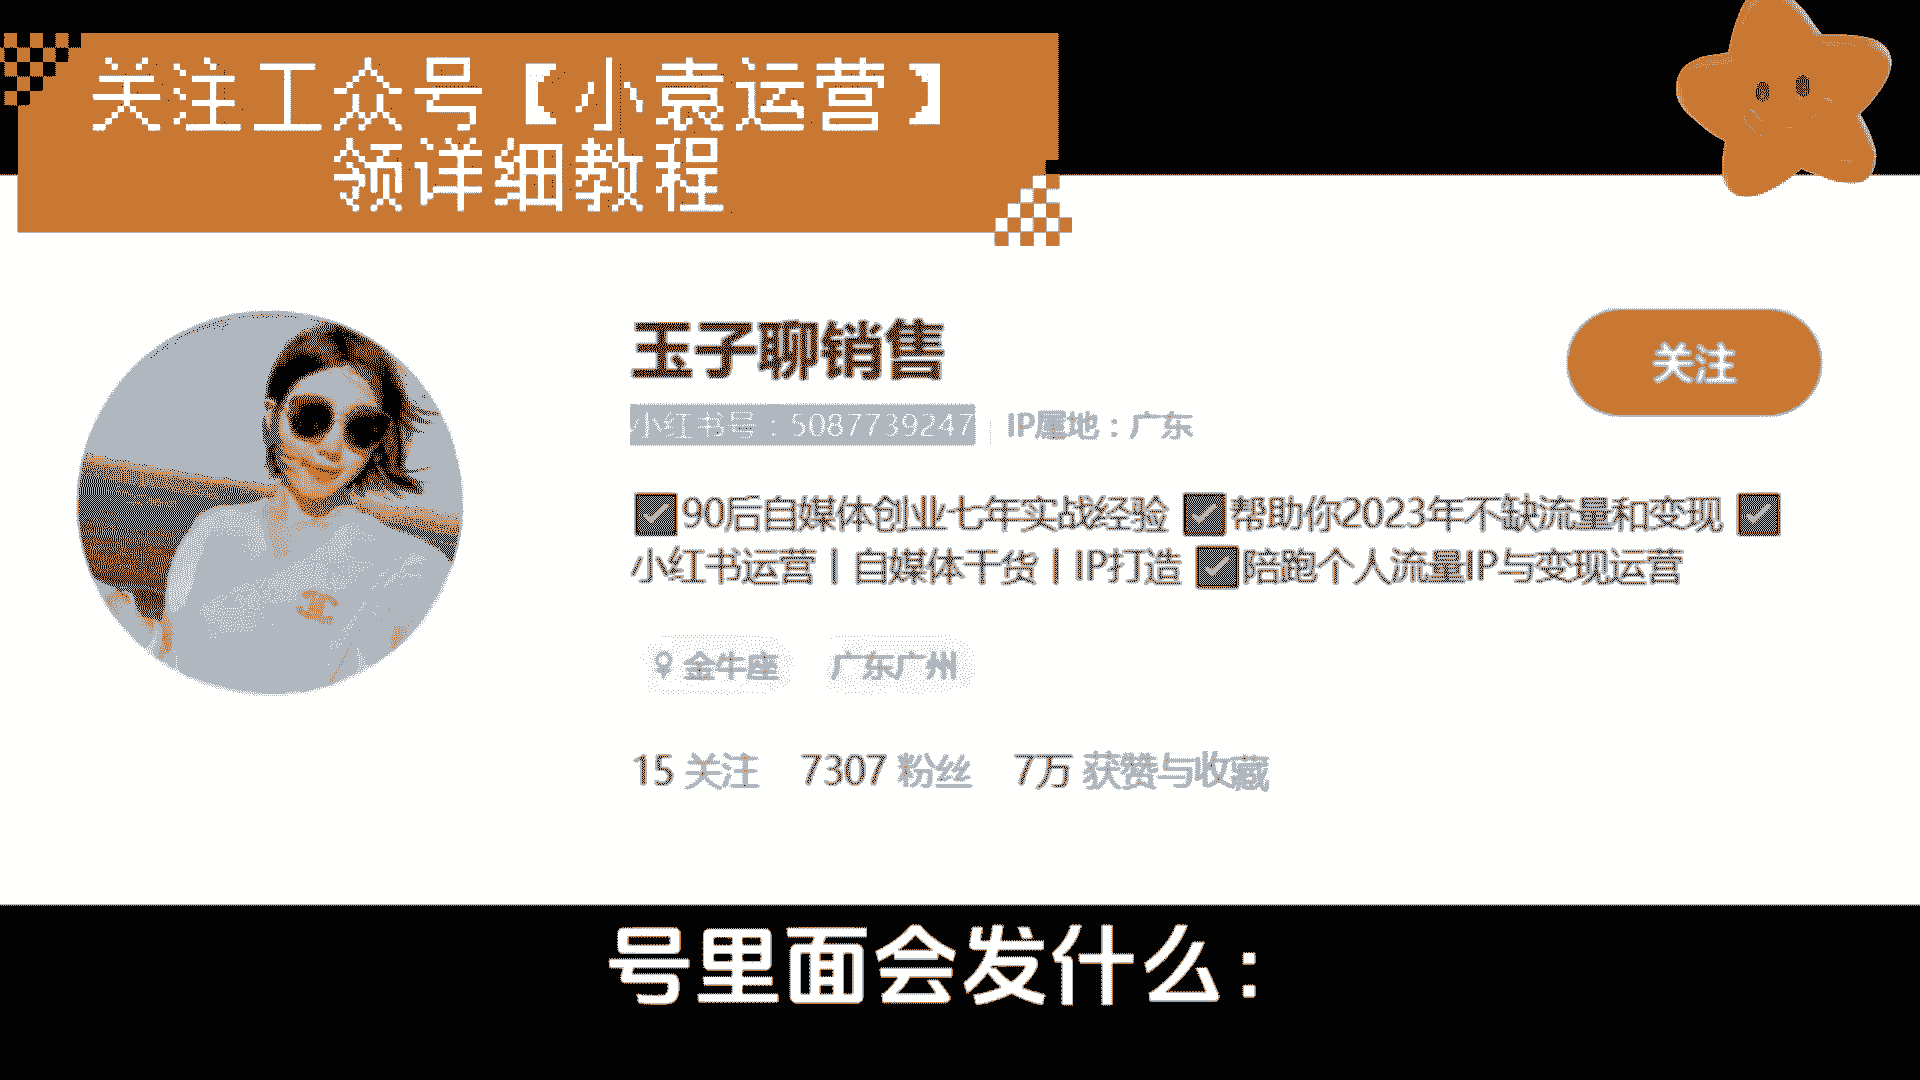 关注工众号【小袁运营】
领详细教程
玉子聊销售
关注
小红书号：5087739247 IP属地：广东
✅90后自媒体创业七年实战经验 ✅帮助你2023年不缺流量和变现 ✅
小红书运营丨自媒体干货丨IP打造 ✅陪跑个人流量IP与变现运营
♀ 金牛座 广东广州
15 关注 7307 粉丝 7万 获赞与收藏
号里面会发什么：